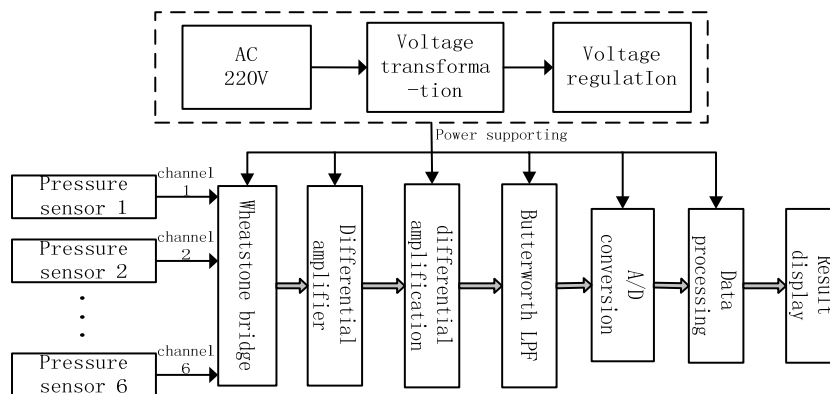 AC
220V
Voltage
transforma
-tion
Voltage
regulatIon
Power supporting
Pressure
sensor 1
channel
1
Pressure
sensor 2
channel
2
Pressure
sensor 6
channel
6
Wheatstone bridge
Differential
amplifier
differential
amplification
Butterworth LPF
A/D
conversion
Data
processing
Result
display